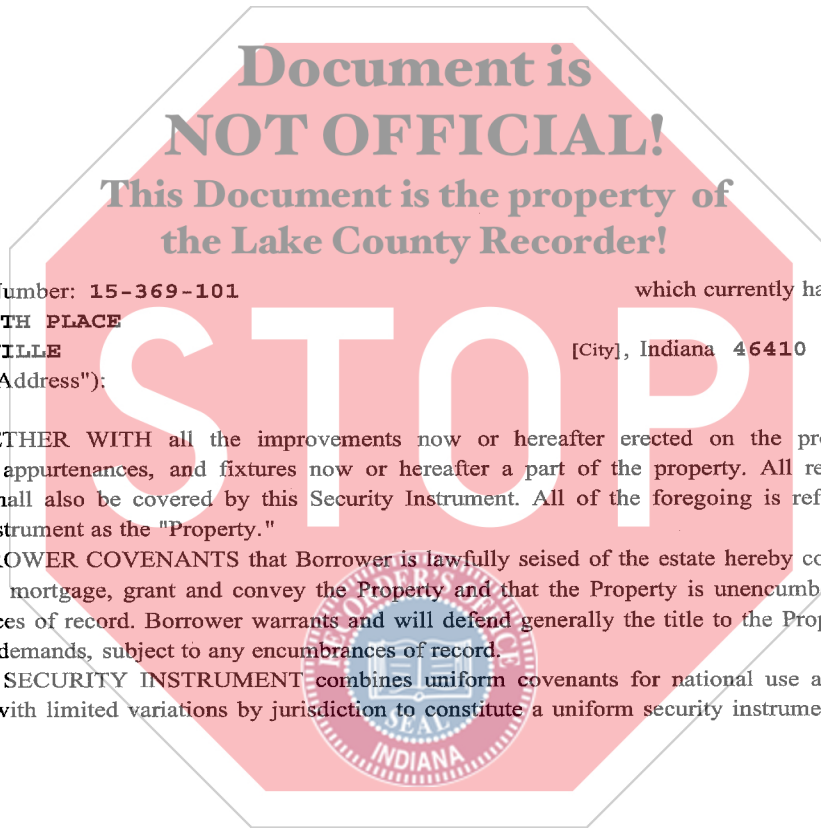 Document is
NOT OFFICIAL!
This Document is the property of
the Lake County Recorder!
umber: 15-369-101 which currently ha
TH PLACE
ILLE [City], Indiana 46410
Address"):
STOP
ETHER WITH all the improvements now or hereafter erected on the pro
appurtenances, and fixtures now or hereafter a part of the property. All re
hall also be covered by this Security Instrument. All of the foregoing is ref
strument as the "Property."
ROWER COVENANTS that Borrower is lawfully seised of the estate hereby co
mortgage, grant and convey the Property and that the Property is unencumb
ces of record. Borrower warrants and will defend generally the title to the Prop
demands, subject to any encumbrances of record.
SECURITY INSTRUMENT combines uniform covenants for national use a
with limited variations by jurisdiction to constitute a uniform security instrume
RECORDER'S OFFICE
SEAL
INDIANA